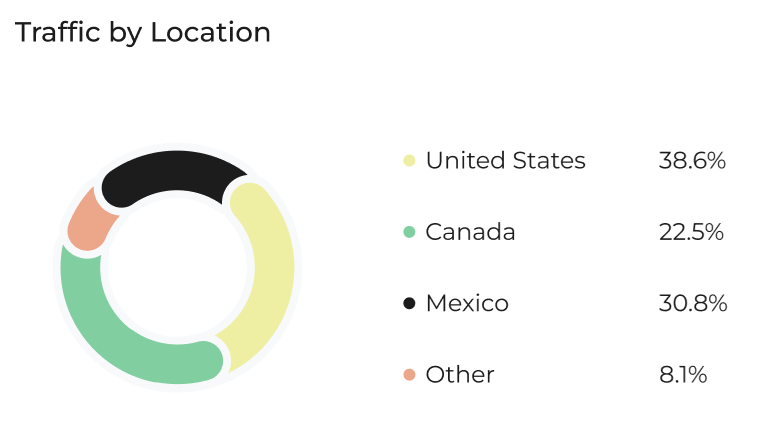 Traffic by Location
United States 38.6%
Canada 22.5%
Mexico 30.8%
Other 8.1%